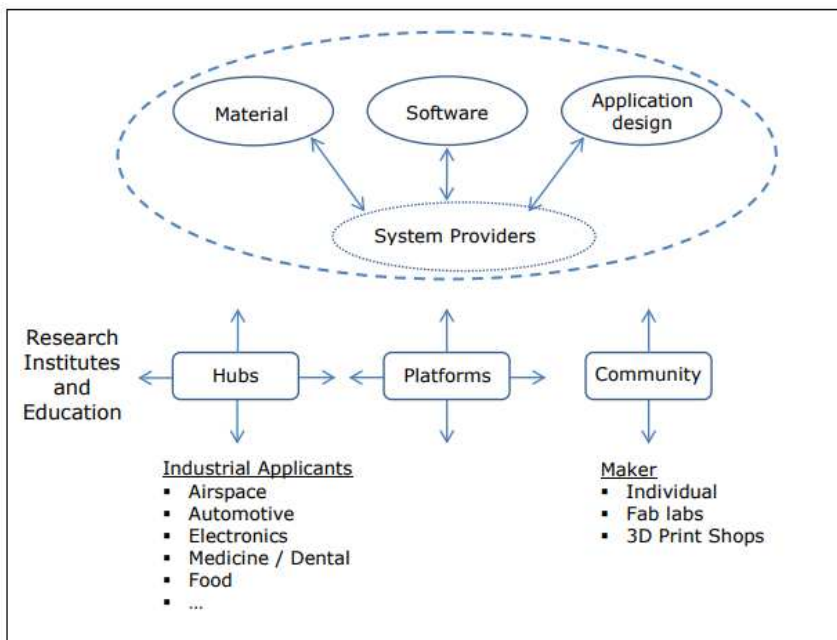 Material
Software
Application
design
System Providers
Research
Institutes
and
Education
Hubs
Platforms
Community
Industrial Applicants
▪ Airspace
▪ Automotive
▪ Electronics
▪ Medicine / Dental
▪ Food
▪ ...
Maker
▪ Individual
▪ Fab labs
▪ 3D Print Shops